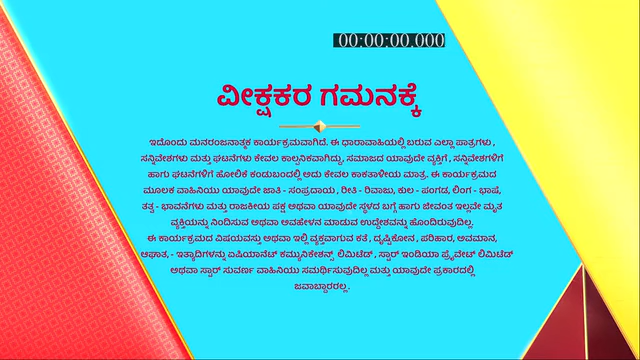 00:00:00.000
ವೀಕ್ಷಕರ ಗಮನಕ್ಕೆ
ಇದೊಂದು ಮನರಂಜನಾತ್ಮಕ ಕಾರ್ಯಕ್ರಮವಾಗಿದೆ. ಈ ಧಾರಾವಾಹಿಯಲ್ಲಿ ಬರುವ ಎಲ್ಲಾ ಪಾತ್ರಗಳು ,
ಸನ್ನಿವೇಶಗಳು ಮತ್ತು ಘಟನೆಗಳು ಕೇವಲ ಕಾಲ್ಪನಿಕವಾಗಿದ್ದು, ಸಮಾಜದ ಯಾವುದೇ ವ್ಯಕ್ತಿಗೆ , ಸನ್ನಿವೇಶಗಳಿಗೆ
ಹಾಗು ಘಟನೆಗಳಿಗೆ ಹೋಲಿಕೆ ಕಂಡುಬಂದಲ್ಲಿ ಅದು ಕೇವಲ ಕಾಕತಾಳೀಯ ಮಾತ್ರ. ಈ ಕಾರ್ಯಕ್ರಮದ
ಮೂಲಕ ವಾಹಿನಿಯು ಯಾವುದೇ ಜಾತಿ - ಸಂಪ್ರದಾಯ , ರೀತಿ - ರಿವಾಜು, ಕುಲ - ಪಂಗಡ, ಲಿಂಗ - ಭಾಷೆ,
ತತ್ವ - ಭಾವನೆಗಳು ಮತ್ತು ರಾಜಕೀಯ ಪಕ್ಷ ಅಥವಾ ಯಾವುದೇ ಸ್ಥಳದ ಬಗ್ಗೆ ಹಾಗು ಜೀವಂತ ಇಲ್ಲವೇ ಮೃತ
ವ್ಯಕ್ತಿಯನ್ನು ನಿಂದಿಸುವ ಅಥವಾ ಅವಹೇಳನ ಮಾಡುವ ಉದ್ದೇಶವನ್ನು ಹೊಂದಿರುವುದಿಲ್ಲ.
ಈ ಕಾರ್ಯಕ್ರಮದ ವಿಷಯವಸ್ತು ಅಥವಾ ಇಲ್ಲಿ ವ್ಯಕ್ತವಾಗುವ ಕತೆ , ದೃಷ್ಟಿಕೋನ , ಪರಿಹಾರ, ಅವಮಾನ,
ಆಘಾತ, - ಇತ್ಯಾದಿಗಳನ್ನು ಏಷಿಯಾನೆಟ್ ಕಮ್ಯುನಿಕೇಶನ್ಸ್ ಲಿಮಿಟೆಡ್ , ಸ್ಟಾರ್ ಇಂಡಿಯಾ ಪ್ರೈವೇಟ್ ಲಿಮಿಟೆಡ್
ಅಥವಾ ಸ್ಟಾರ್ ಸುವರ್ಣ ವಾಹಿನಿಯು ಸಮರ್ಥಿಸುವುದಿಲ್ಲ ಮತ್ತು ಯಾವುದೇ ಪ್ರಕಾರದಲ್ಲಿ
ಜವಾಬ್ದಾರರಲ್ಲ.